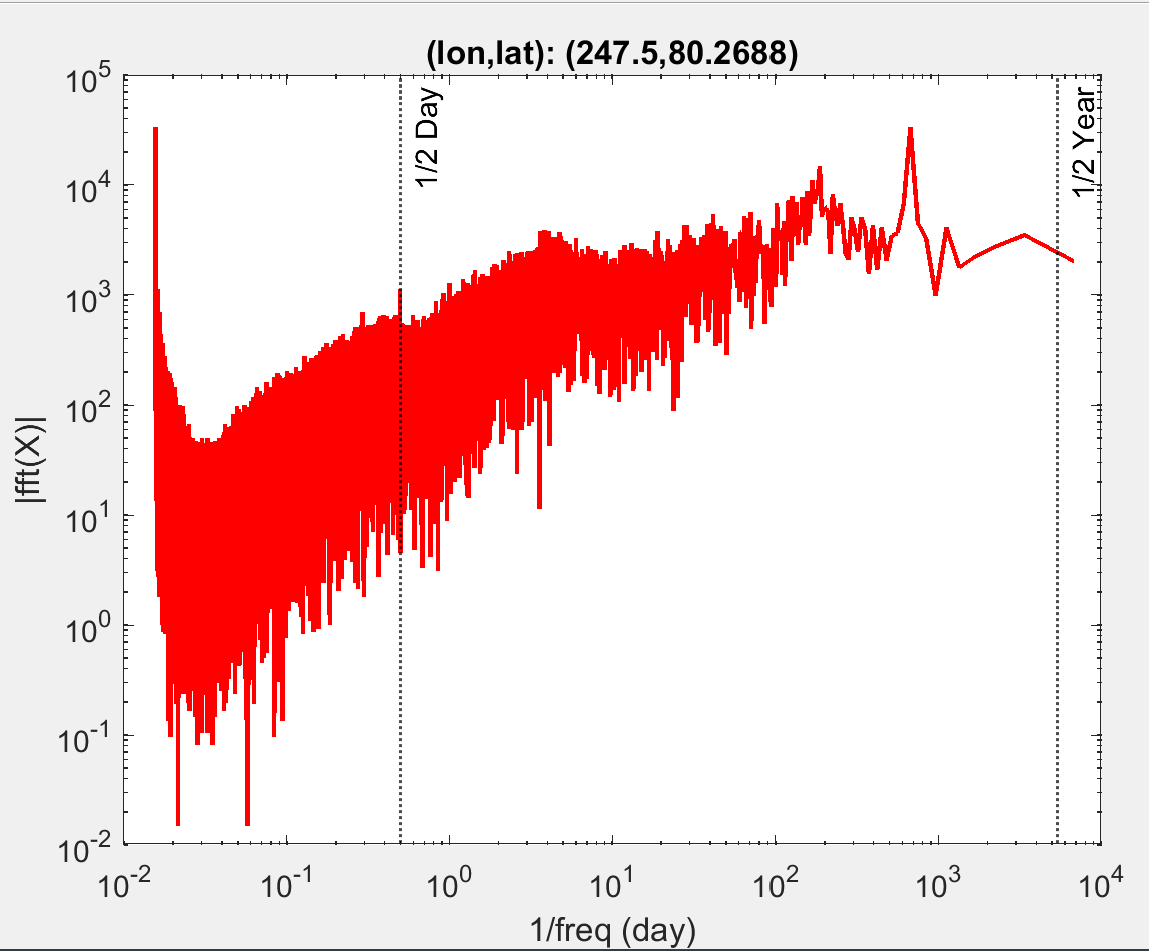 (lon,lat): (247.5,80.2688)
10^5
10^4
10^3
10^2
10^1
10^0
10^-1
10^-2
|fft(X)|
1/2 Day
1/2 Year
10^-2 10^-1 10^0 10^1 10^2 10^3 10^4
1/freq (day)